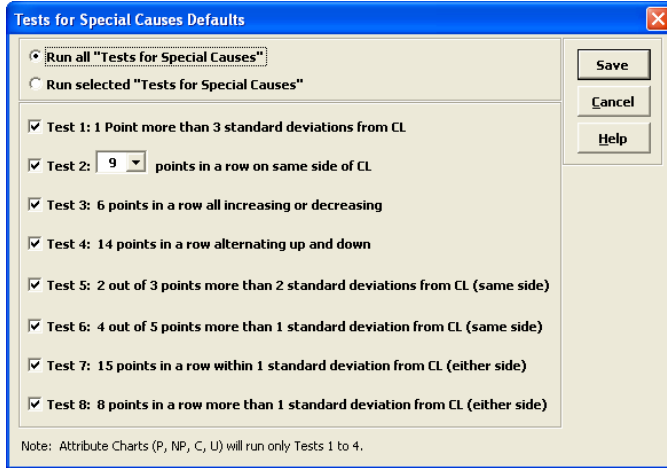 Tests for Special Causes Defaults
Run all "Tests for Special Causes"
Run selected "Tests for Special Causes"
Save
Cancel
Help
Test 1: 1 Point more than 3 standard deviations from CL
Test 2: 9 points in a row on same side of CL
Test 3: 6 points in a row all increasing or decreasing
Test 4: 14 points in a row alternating up and down
Test 5: 2 out of 3 points more than 2 standard deviations from CL (same side)
Test 6: 4 out of 5 points more than 1 standard deviation from CL (same side)
Test 7: 15 points in a row within 1 standard deviation from CL (either side)
Test 8: 8 points in a row more than 1 standard deviation from CL (either side)
Note: Attribute Charts (P, NP, C, U) will run only Tests 1 to 4.